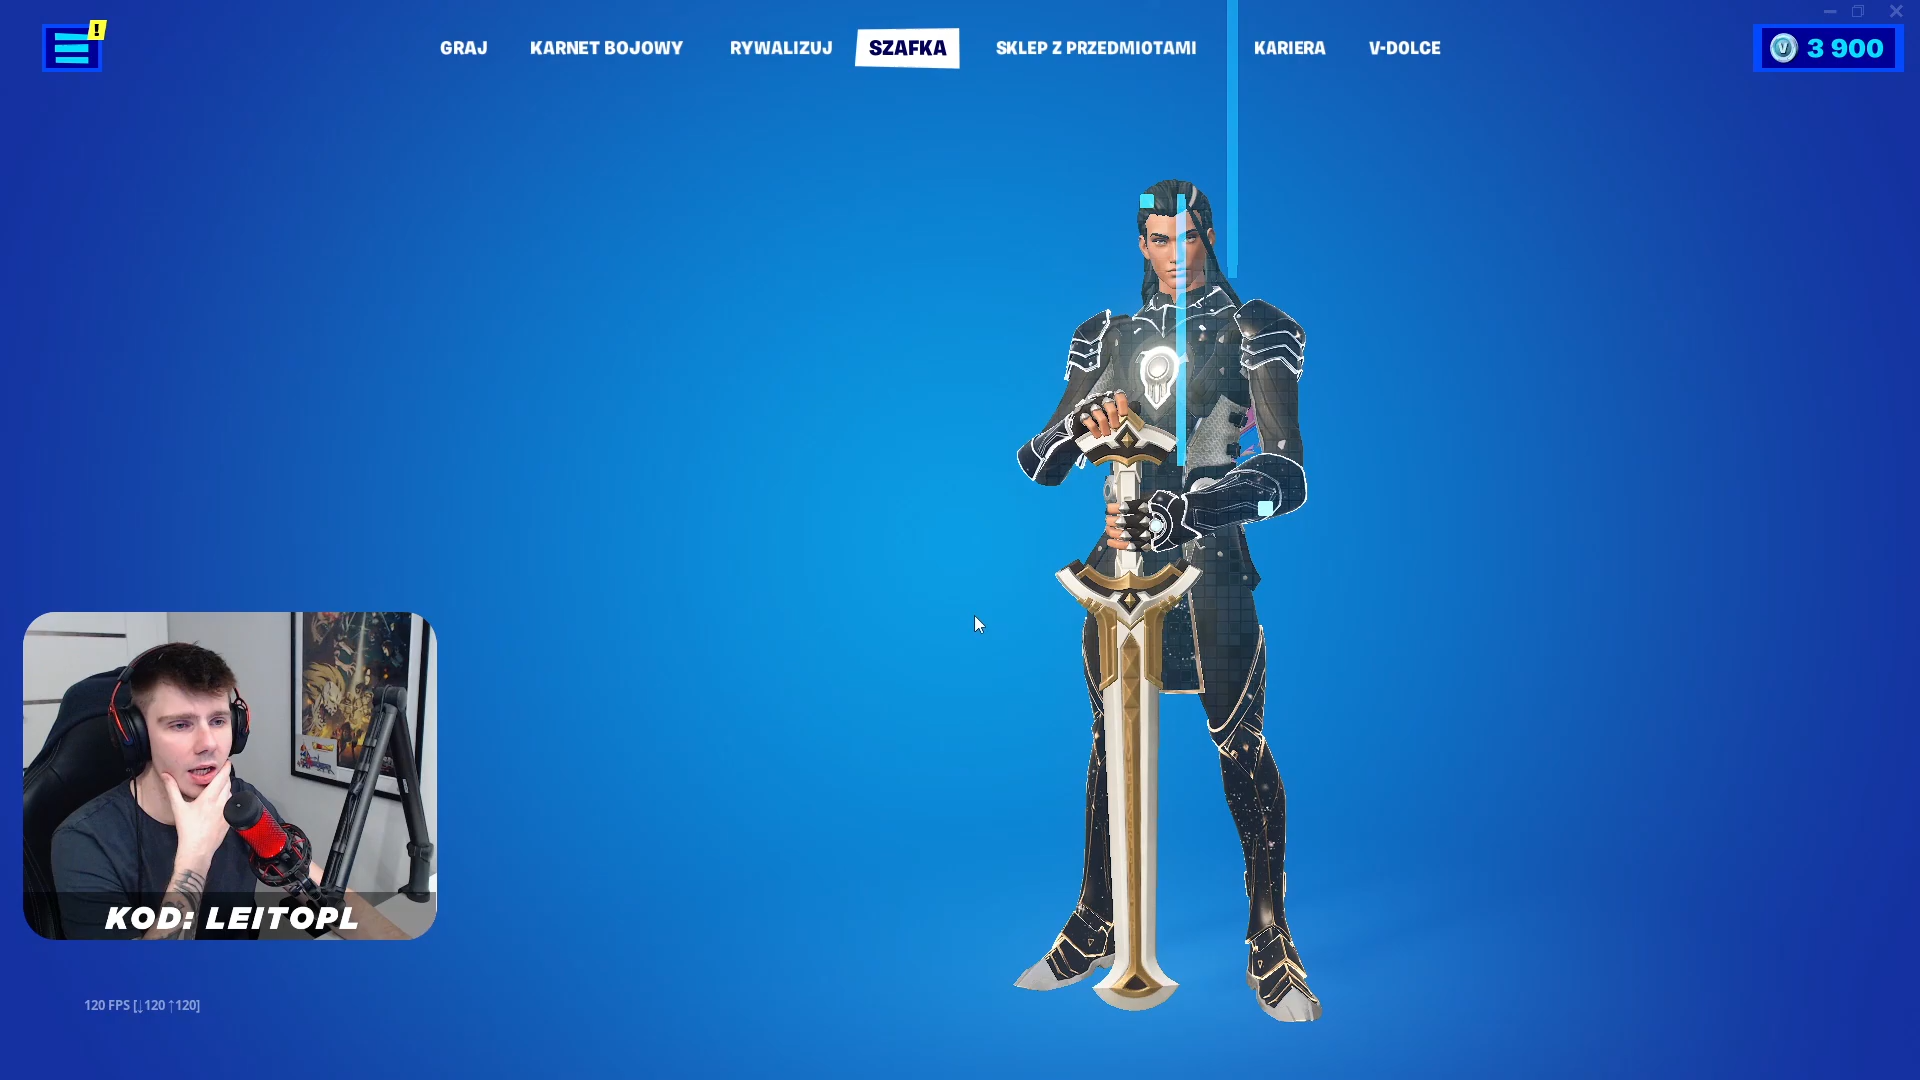 !
GRAJ
KARNET BOJOWY
RYWALIZUJ
SZAFKA
SKLEP Z PRZEDMIOTAMI
KARIERA
V-DOLCE
V 3 900
KOD: LEITOPL
120 FPS [↓120 ↑120]